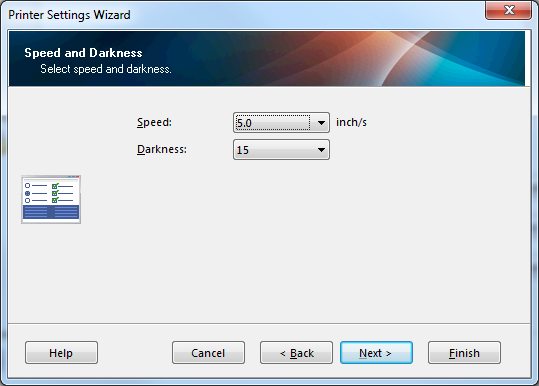 Printer Settings Wizard
Speed and Darkness
Select speed and darkness.
Speed: 5.0 inch/s
Darkness: 15
Help Cancel < Back Next > Finish